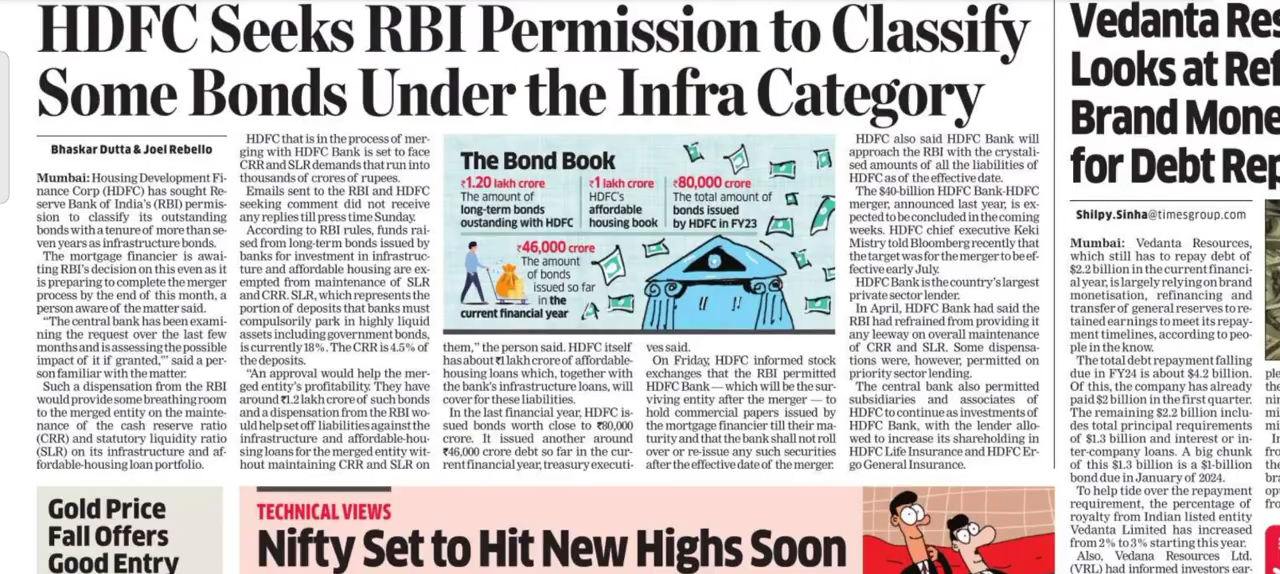 HDFC Seeks RBI Permission to Classify
Some Bonds Under the Infra Category
Bhaskar Dutta & Joel Rebello
Mumbai: Housing Development Fi-
nance Corp (HDFC) has sought Re-
serve Bank of India's (RBI) permis-
sion to classify its outstanding
bonds with a tenure of more than se-
ven years as infrastructure bonds.
The mortgage financier is awai-
ting RBI's decision on this even as it
is preparing to complete the merger
process by the end of this month, a
person aware of the matter said.
"The central bank has been exami-
ning the request over the last few
months and is assessing the possible
impact of it if granted,'" said a per-
son familiar with the matter.
Such a dispensation from the RBI
would provide some breathing room
to the merged entity on the mainte-
nance of the cash reserve ratio
(CRR) and statutory liquidity ratio
(SLR) on its infrastructure and af-
fordable-housing loan portfolio.
HDFC that is in the process of mer-
ging with HDFC Bank is set to face
CRR and SLR demands that run into
thousands of crores of rupees.
Emails sent to the RBI and HDFC
seeking comment did not receive
any replies till press time Sunday.
According to RBI rules, funds rai-
sed from long-term bonds issued by
banks for investment in infrastruc-
ture and affordable housing are ex-
empted from maintenance of SLR
and CRR. SLR, which represents the
portion of deposits that banks must
compulsorily park in highly liquid
assets including government bonds,
is currently 18%. The CRR is 4.5% of
the deposits.
"An approval would help the mer-
ged entity's profitability. They have
around ₹1.2 lakh crore of such bonds
and a dispensation from the RBI wo-
uld help set off liabilities against the
infrastructure and affordable-hou-
sing loans for the merged entity wit-
hout maintaining CRR and SLR on
The Bond Book
₹1.20 lakh crore
The amount of
long-term bonds
oustanding with HDFC
₹1 lakh crore
HDFC's
affordable
housing book
₹80,000 crore
The total amount of
bonds issued
by HDFC in FY23
₹46,000 crore
The amount
of bonds
issued so far
in the
current financial year
them," the person said. HDFC itself
has about ₹1 lakh crore of affordable-
housing loans which, together with
the bank's infrastructure loans, will
cover for these liabilities.
In the last financial year, HDFC is-
sued bonds worth close to ₹80,000
crore. It issued another around
₹46,000 crore debt so far in the cur-
rent financial year, treasury executi-
ves said.
On Friday, HDFC informed stock
exchanges that the RBI permitted
HDFC Bank — which will be the sur-
viving entity after the merger — to
hold commercial papers issued by
the mortgage financier till their ma-
turity and that the bank shall not roll
over or re-issue any such securities
after the effective date of the merger.
HDFC also said HDFC Bank will
approach the RBI with the crystali-
sed amounts of all the liabilities of
HDFC as of the effective date.
The $40-billion HDFC Bank-HDFC
merger, announced last year, is ex-
pected to be concluded in the coming
weeks. HDFC chief executive Keki
Mistry told Bloomberg recently that
the target was for the merger to be ef-
fective early July.
HDFC Bank is the country's largest
private sector lender.
In April, HDFC Bank had said the
RBI had refrained from providing it
any leeway on overall maintenance
of CRR and SLR. Some dispensa-
tions were, however, permitted on
priority sector lending.
The central bank also permitted
subsidiaries and associates of
HDFC to continue as investments of
HDFC Bank, with the lender allo-
wed to increase its shareholding in
HDFC Life Insurance and HDFC Er-
go General Insurance.
Vedanta Res
Looks at Ref
Brand Mone
for Debt Rep
Shilpy.Sinha@timesgroup.com
Mumbai: Vedanta Resources,
which still has to repay debt of
$2.2 billion in the current financi-
al year, is largely relying on brand
monetisation, refinancing and
transfer of general reserves to re-
tained earnings to meet its repay-
ment timelines, according to peo-
ple in the know.
The total debt repayment falling
due in FY24 is about $4.2 billion.
Of this, the company has already
paid $2 billion in the first quarter.
The remaining $2.2 billion inclu-
des total principal requirements
of $1.3 billion and interest or in-
ter-company loans. A big chunk
of this $1.3 billion is a $1-billion
bond due in January of 2024.
To help tide over the repayment
requirement, the percentage of
royalty from Indian listed entity
Vedanta Limited has increased
from 2% to 3% starting this year.
Also, Vedana Resources Ltd.
(VRL) had informed investors ear-
Gold Price
Fall Offers
Good Entry
TECHNICAL VIEWS
Nifty Set to Hit New Highs Soon